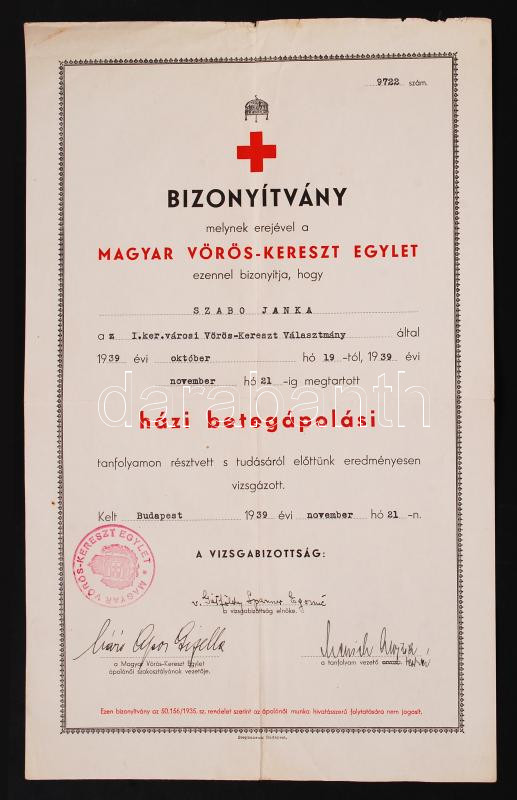 9722 szám.
BIZONYÍTVÁNY
melynek erejével a
MAGYAR VÖRÖS-KERESZT EGYLET
ezennel bizonyítja, hogy
SZABO JANKA
a z I.ker.városi Vörös-Kereszt Választmány által
1939 évi október hó 19-tól, 1939 évi
november hó 21-ig megtartott
darabanth
házi betegápolási
tanfolyamon résztvett s tudásáról előttünk eredményesen
vizsgázott.
Kelt Budapest 1939 évi november hó 21-n.
A VIZSGABIZOTTSÁG:
MAGYAR VÖRÖS-KERESZT EGYLET
a vizsgabizottság elnöke.
Gizella
a Magyar Vörös-Kereszt Egylet
ápolónői szakosztályának vezetője.
a tanfolyam vezető
Ezen bizonyítvány az 50.156/1935. sz. rendelet szerint az ápolónői munka hivatásszerű folytatására nem jogosít.